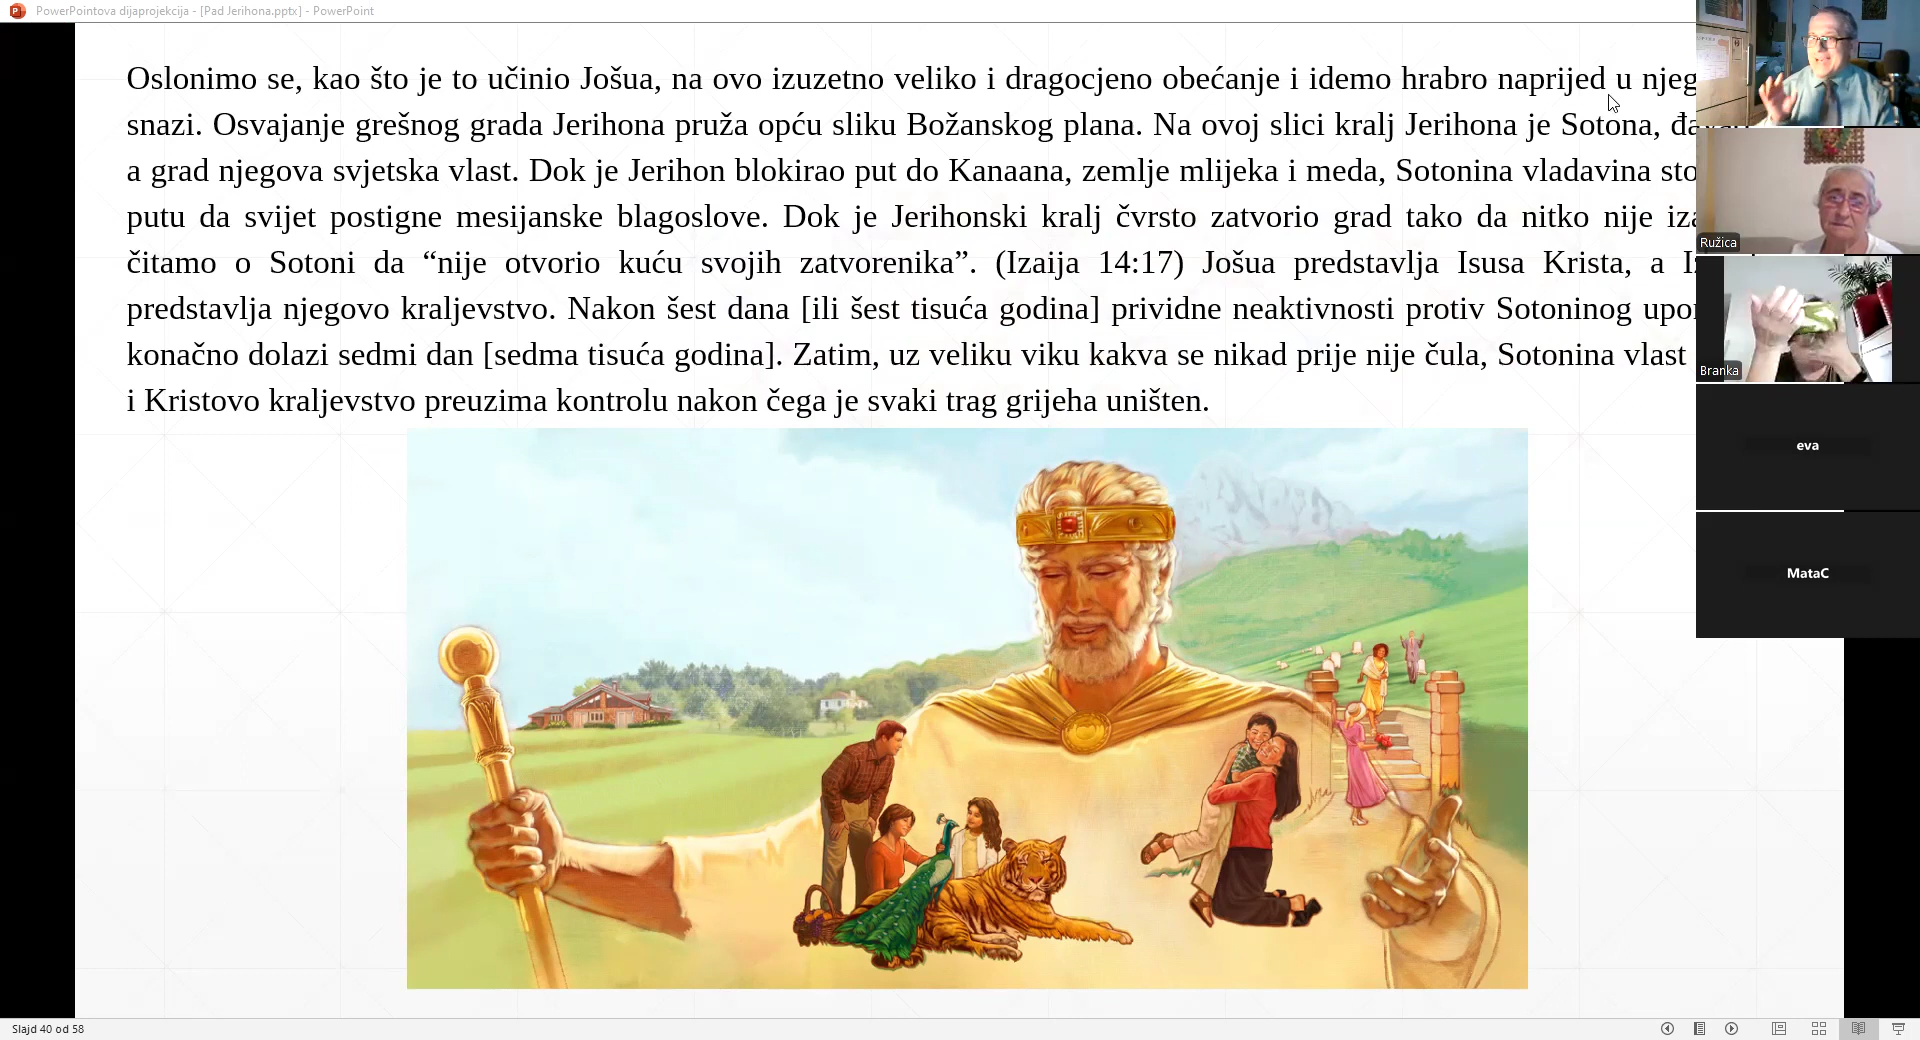 PowerPointova dijaprojekcija - [Pad Jerihona.pptx] - PowerPoint
Oslonimo se, kao što je to učinio Jošua, na ovo izuzetno veliko i dragocjeno obećanje i idemo hrabro naprijed u
snazi. Osvajanje grešnog grada Jerihona pruža opću sliku Božanskog plana. Na ovoj slici kralj Jerihona je Sotona,
a grad njegova svjetska vlast. Dok je Jerihon blokirao put do Kanaana, zemlje mlijeka i meda, Sotonina vladavina
putu da svijet postigne mesijanske blagoslove. Dok je Jerihonski kralj čvrsto zatvorio grad tako da nitko nije
čitamo o Sotoni da “nije otvorio kuću svojih zatvorenika”. (Izaija 14:17) Jošua predstavlja Isusa Krista, a
predstavlja njegovo kraljevstvo. Nakon šest dana [ili šest tisuća godina] prividne neaktivnosti protiv Sotoninog
konačno dolazi sedmi dan [sedma tisuća godina]. Zatim, uz veliku viku kakva se nikad prije nije čula, Sotonina vlast
i Kristovo kraljevstvo preuzima kontrolu nakon čega je svaki trag grijeha uništen.
Ružica
Branka
eva
MataC
Slajd 40 od 58